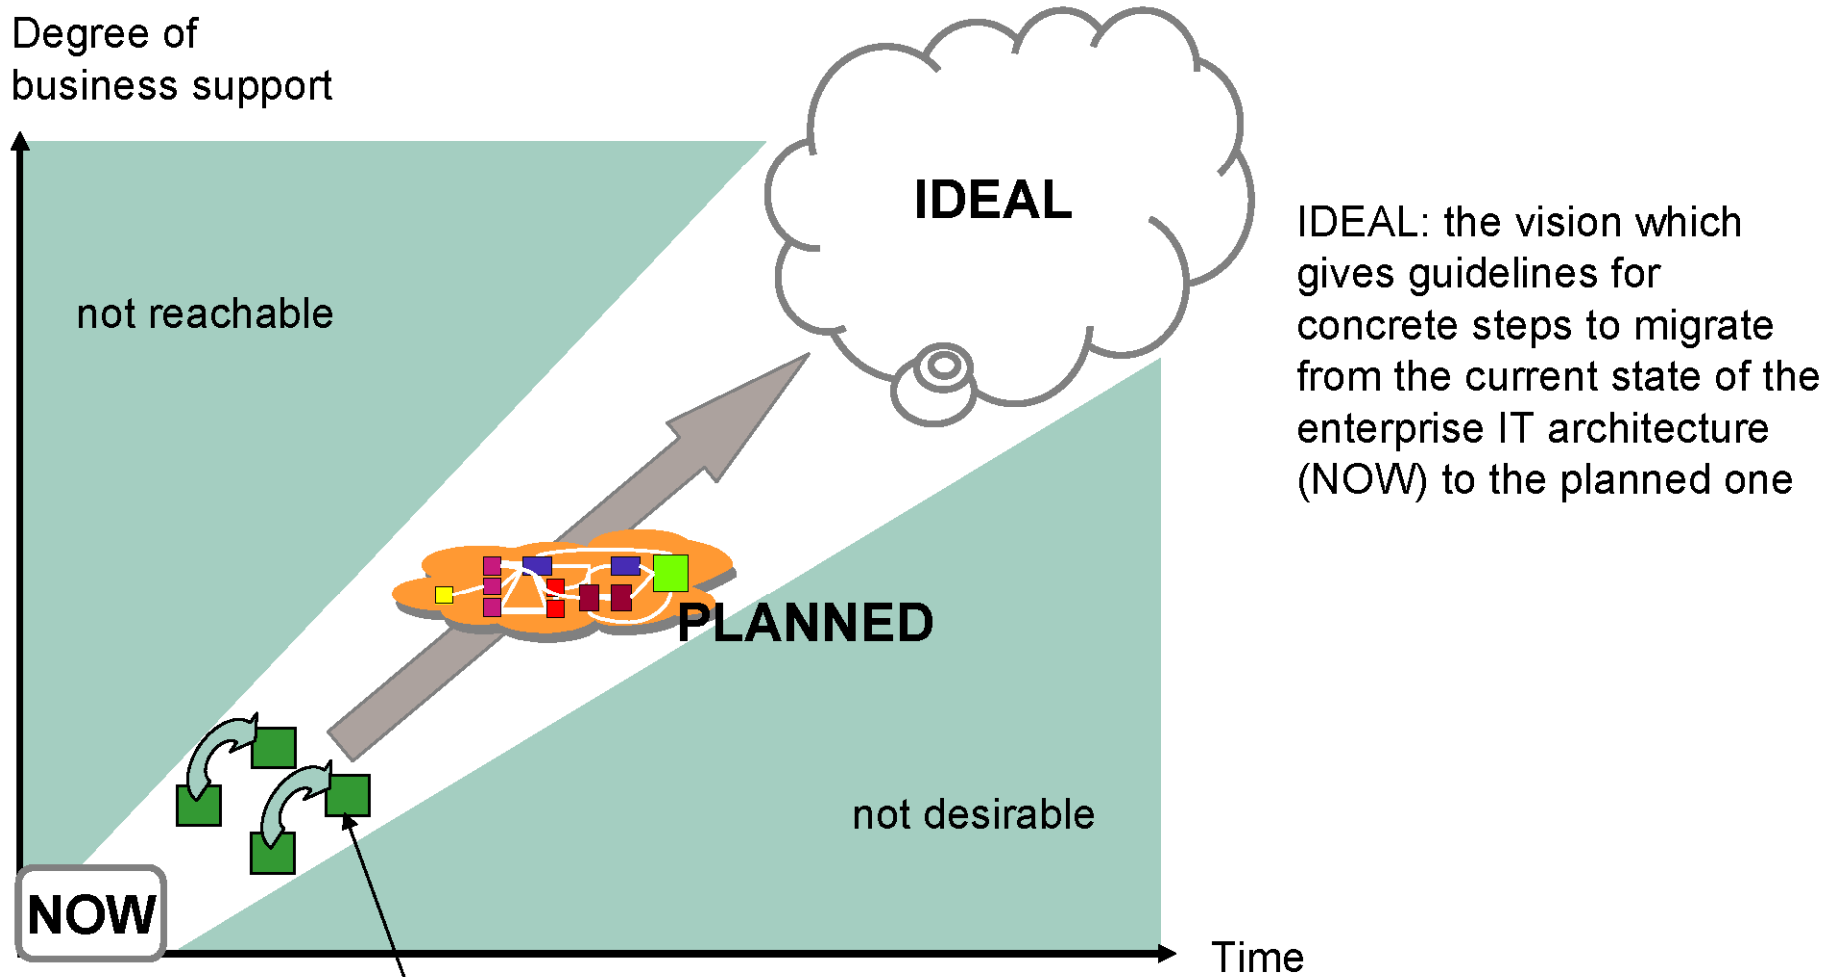 Degree of
business support
IDEAL
IDEAL: the vision which
gives guidelines for
concrete steps to migrate
from the current state of the
enterprise IT architecture
(NOW) to the planned one
not reachable
PLANNED
not desirable
NOW
Time